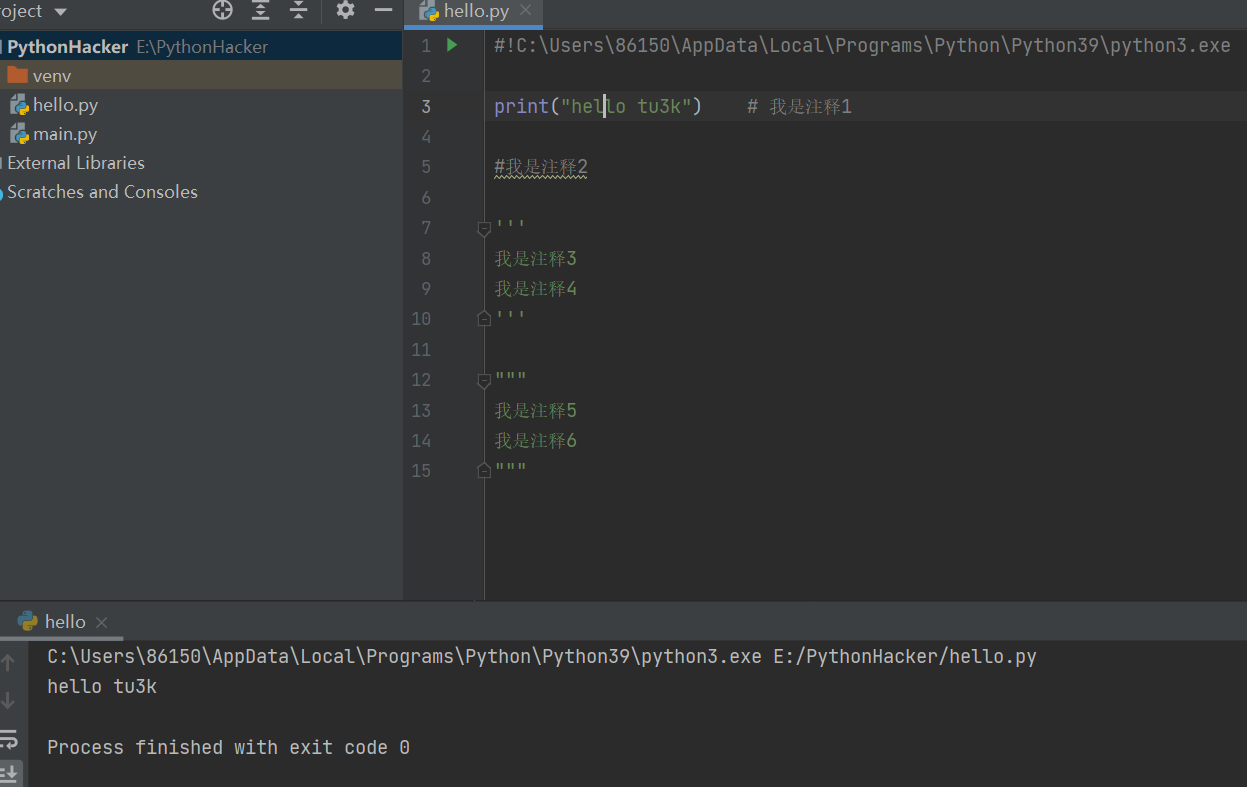 oject
hello.py
PythonHacker E:\PythonHacker
venv
hello.py
main.py
External Libraries
Scratches and Consoles
1 #!C:\Users\86150\AppData\Local\Programs\Python\Python39\python3.exe
2
3 print("hello tu3k") # 我是注释1
4
5 #我是注释2
6
7 '''
8 我是注释3
9 我是注释4
10 '''
11
12 """
13 我是注释5
14 我是注释6
15 """
hello
C:\Users\86150\AppData\Local\Programs\Python\Python39\python3.exe E:/PythonHacker/hello.py
hello tu3k
Process finished with exit code 0